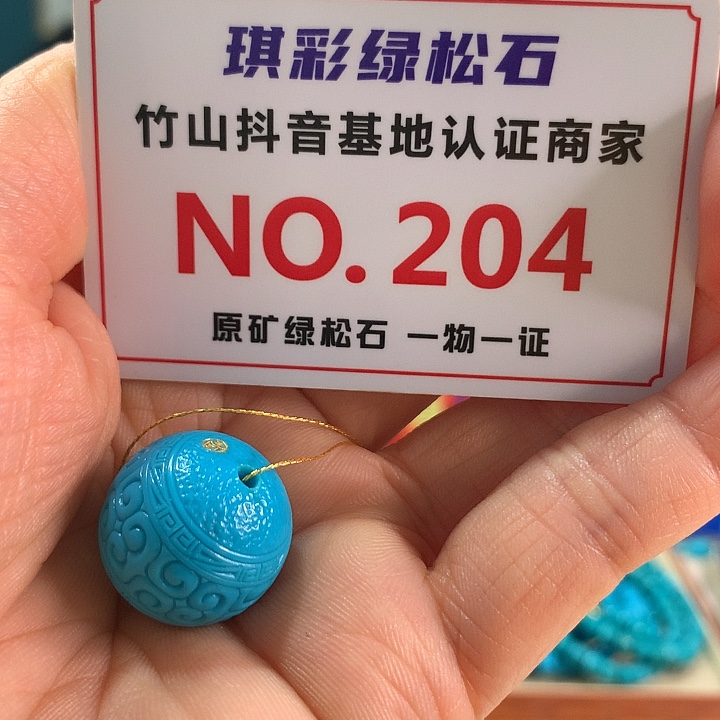 琪彩绿松石
竹山抖音基地认证商家
NO.204
原矿绿松石 一物一证